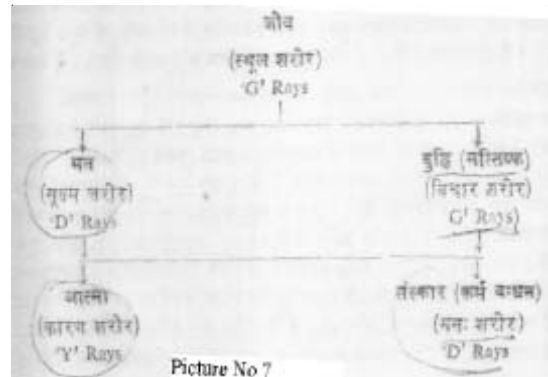 जीव
(स्थूल शरीर)
'G' Rays
मन
(सूक्ष्म शरीर)
'D' Rays
बुद्धि (मस्तिष्क)
(विचार शरीर)
G' Rays)
आत्मा
(कारण शरीर)
'Y' Rays
संस्कार (कर्म बन्धन)
(मनः शरीर)
'D' Rays
Picture No 7